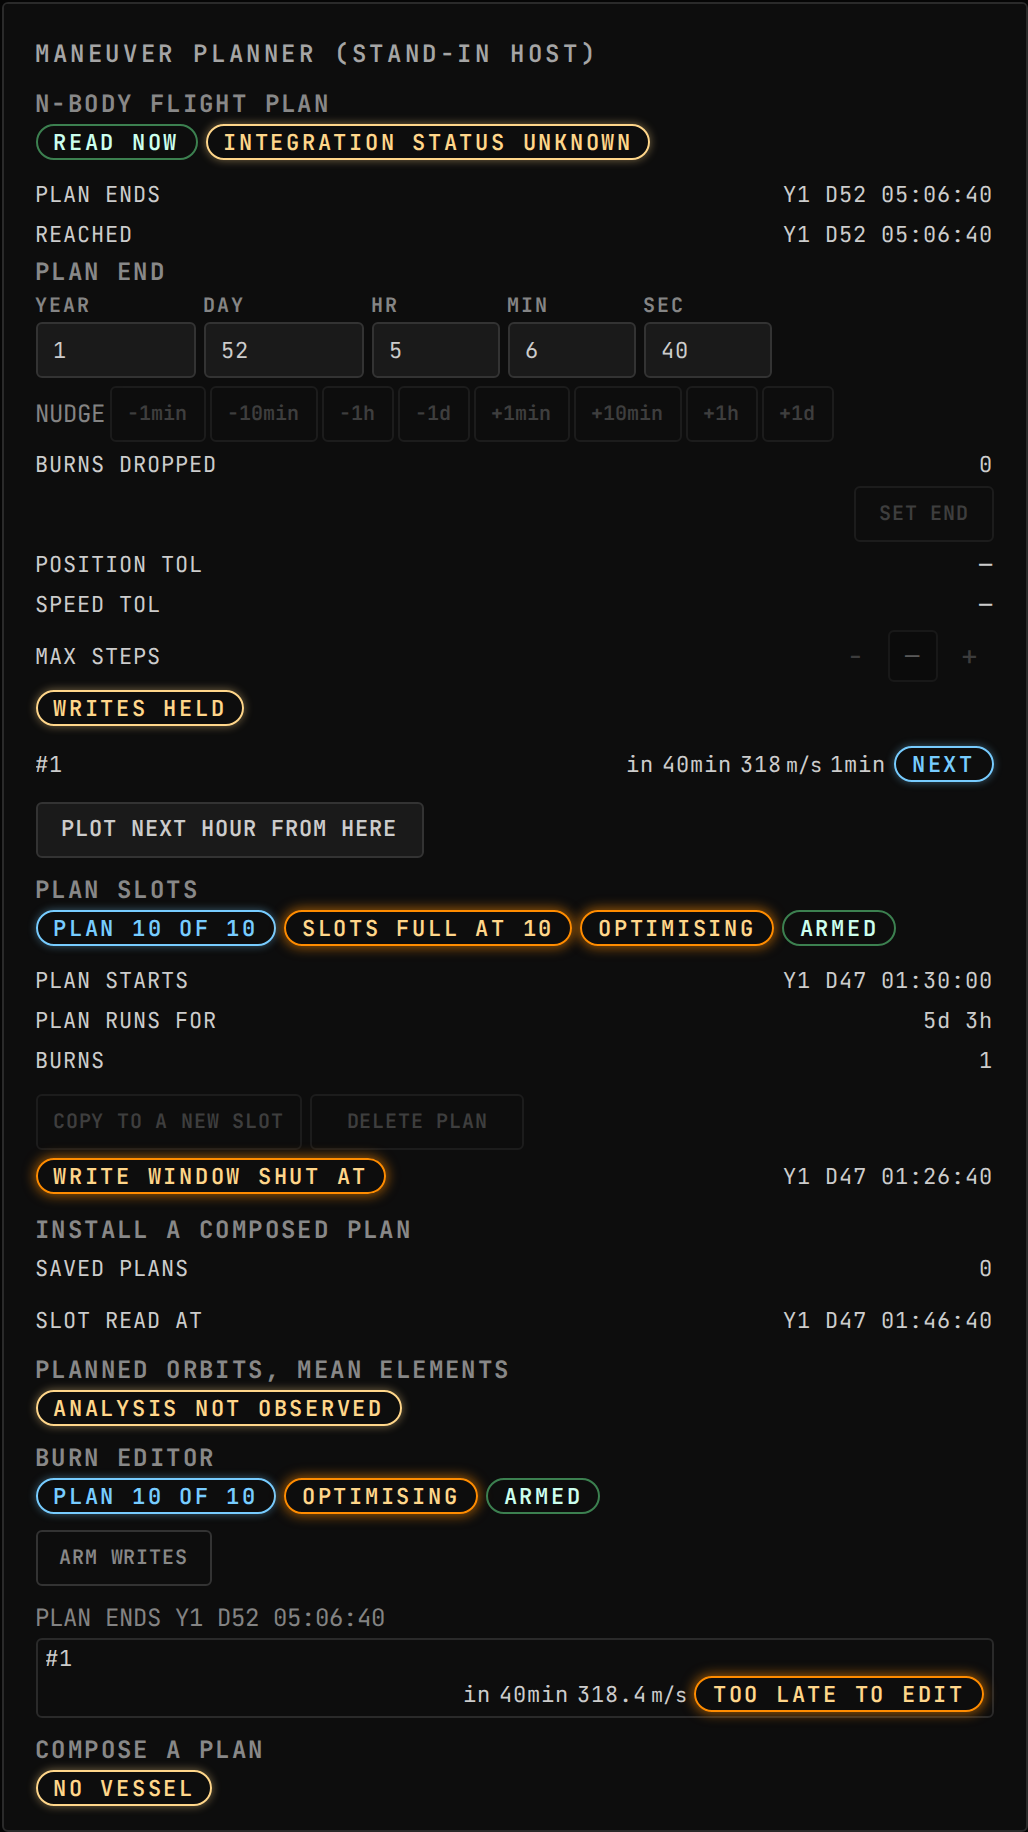 MANEUVER PLANNER (STAND-IN HOST)
N-BODY FLIGHT PLAN
READ NOW INTEGRATION STATUS UNKNOWN
PLAN ENDS Y1 D52 05:06:40
REACHED Y1 D52 05:06:40
PLAN END
YEAR DAY HR MIN SEC
1 52 5 6 40
NUDGE -1min -10min -1h -1d +1min +10min +1h +1d
BURNS DROPPED 0
SET END
POSITION TOL —
SPEED TOL —
MAX STEPS - — +
WRITES HELD
#1 in 40min 318 m/s 1min NEXT
PLOT NEXT HOUR FROM HERE
PLAN SLOTS
PLAN 10 OF 10 SLOTS FULL AT 10 OPTIMISING ARMED
PLAN STARTS Y1 D47 01:30:00
PLAN RUNS FOR 5d 3h
BURNS 1
COPY TO A NEW SLOT DELETE PLAN
WRITE WINDOW SHUT AT Y1 D47 01:26:40
INSTALL A COMPOSED PLAN
SAVED PLANS 0
SLOT READ AT Y1 D47 01:46:40
PLANNED ORBITS, MEAN ELEMENTS
ANALYSIS NOT OBSERVED
BURN EDITOR
PLAN 10 OF 10 OPTIMISING ARMED
ARM WRITES
PLAN ENDS Y1 D52 05:06:40
#1
in 40min 318.4 m/s TOO LATE TO EDIT
COMPOSE A PLAN
NO VESSEL